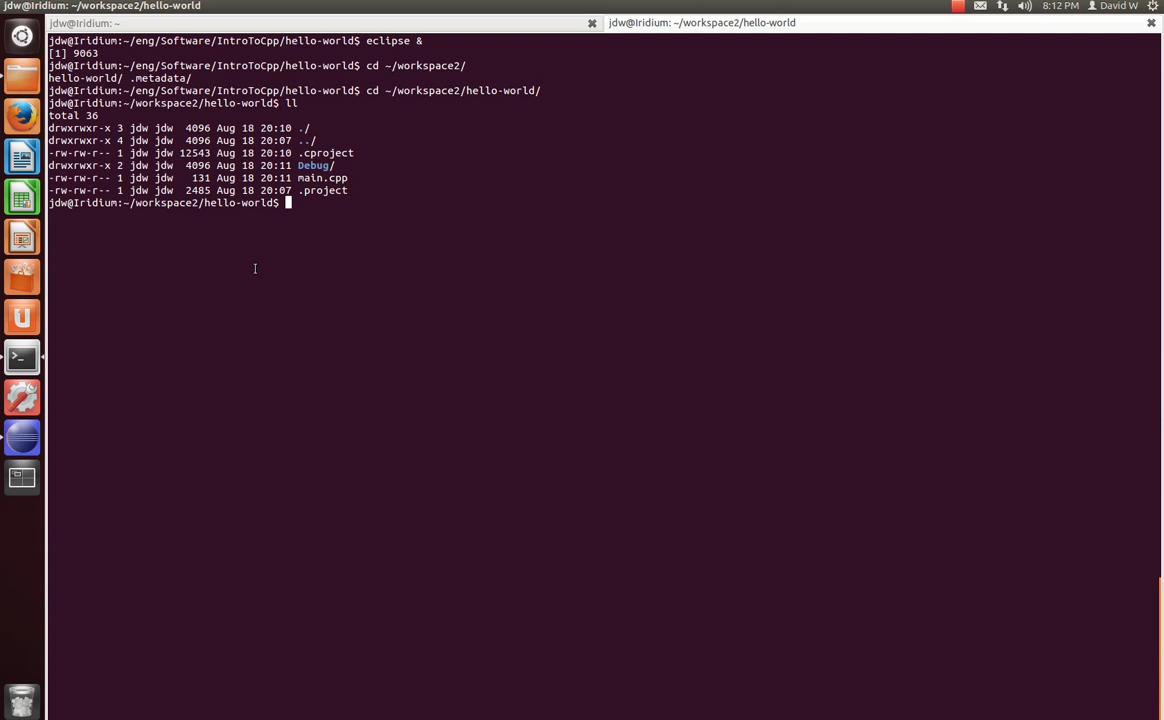 jdw@Iridium: ~/workspace2/hello-world
8:12 PM David W
jdw@Iridium: ~
jdw@Iridium: ~/workspace2/hello-world
jdw@Iridium:~/eng/Software/IntroToCpp/hello-world$ eclipse &
[1] 9063
jdw@Iridium:~/eng/Software/IntroToCpp/hello-world$ cd ~/workspace2/
hello-world/ .metadata/
jdw@Iridium:~/eng/Software/IntroToCpp/hello-world$ cd ~/workspace2/hello-world/
jdw@Iridium:~/workspace2/hello-world$ ll
total 36
drwxrwxr-x 3 jdw jdw  4096 Aug 18 20:10 ./
drwxrwxr-x 4 jdw jdw  4096 Aug 18 20:07 ../
-rw-rw-r-- 1 jdw jdw 12543 Aug 18 20:10 .cproject
drwxrwxr-x 2 jdw jdw  4096 Aug 18 20:11 Debug/
-rw-rw-r-- 1 jdw jdw   131 Aug 18 20:11 main.cpp
-rw-rw-r-- 1 jdw jdw  2485 Aug 18 20:07 .project
jdw@Iridium:~/workspace2/hello-world$